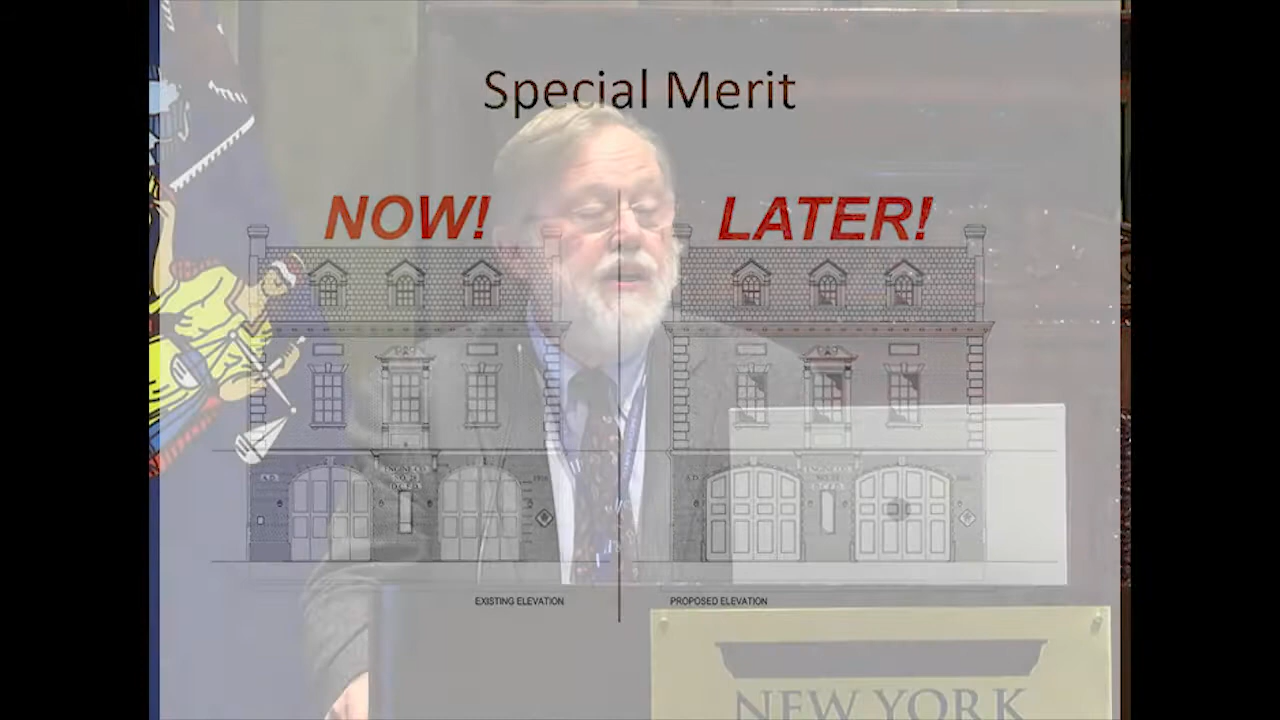 Special Merit
NOW!
LATER!
A.D.
A.D.
EXISTING ELEVATION
PROPOSED ELEVATION
NEW YORK